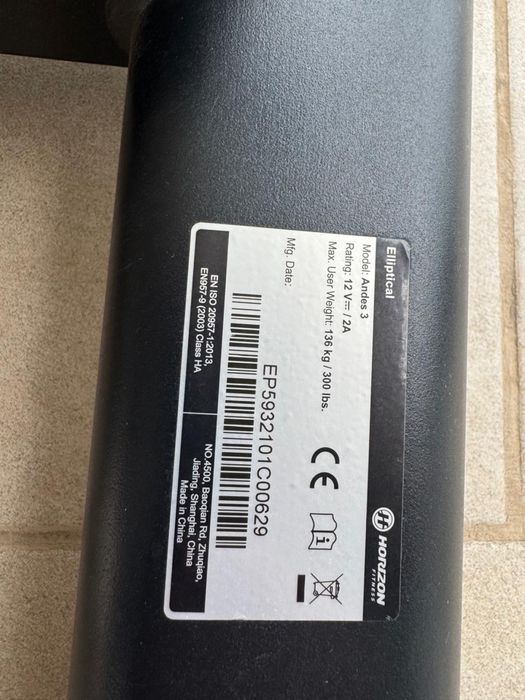 Elliptical
HORIZON
FITNESS
Model: Andes 3
Rating: 12 V⎓ / 2A
Max. User Weight: 136 kg / 300 lbs.
CE
Mfg. Date:
EP5932101C00629
EN ISO 20957-1:2013,
EN957-9 (2003) Class HA
NO.4500, Baoqian Rd, Zhuqiao,
Jiading, Shanghai, China
Made in China